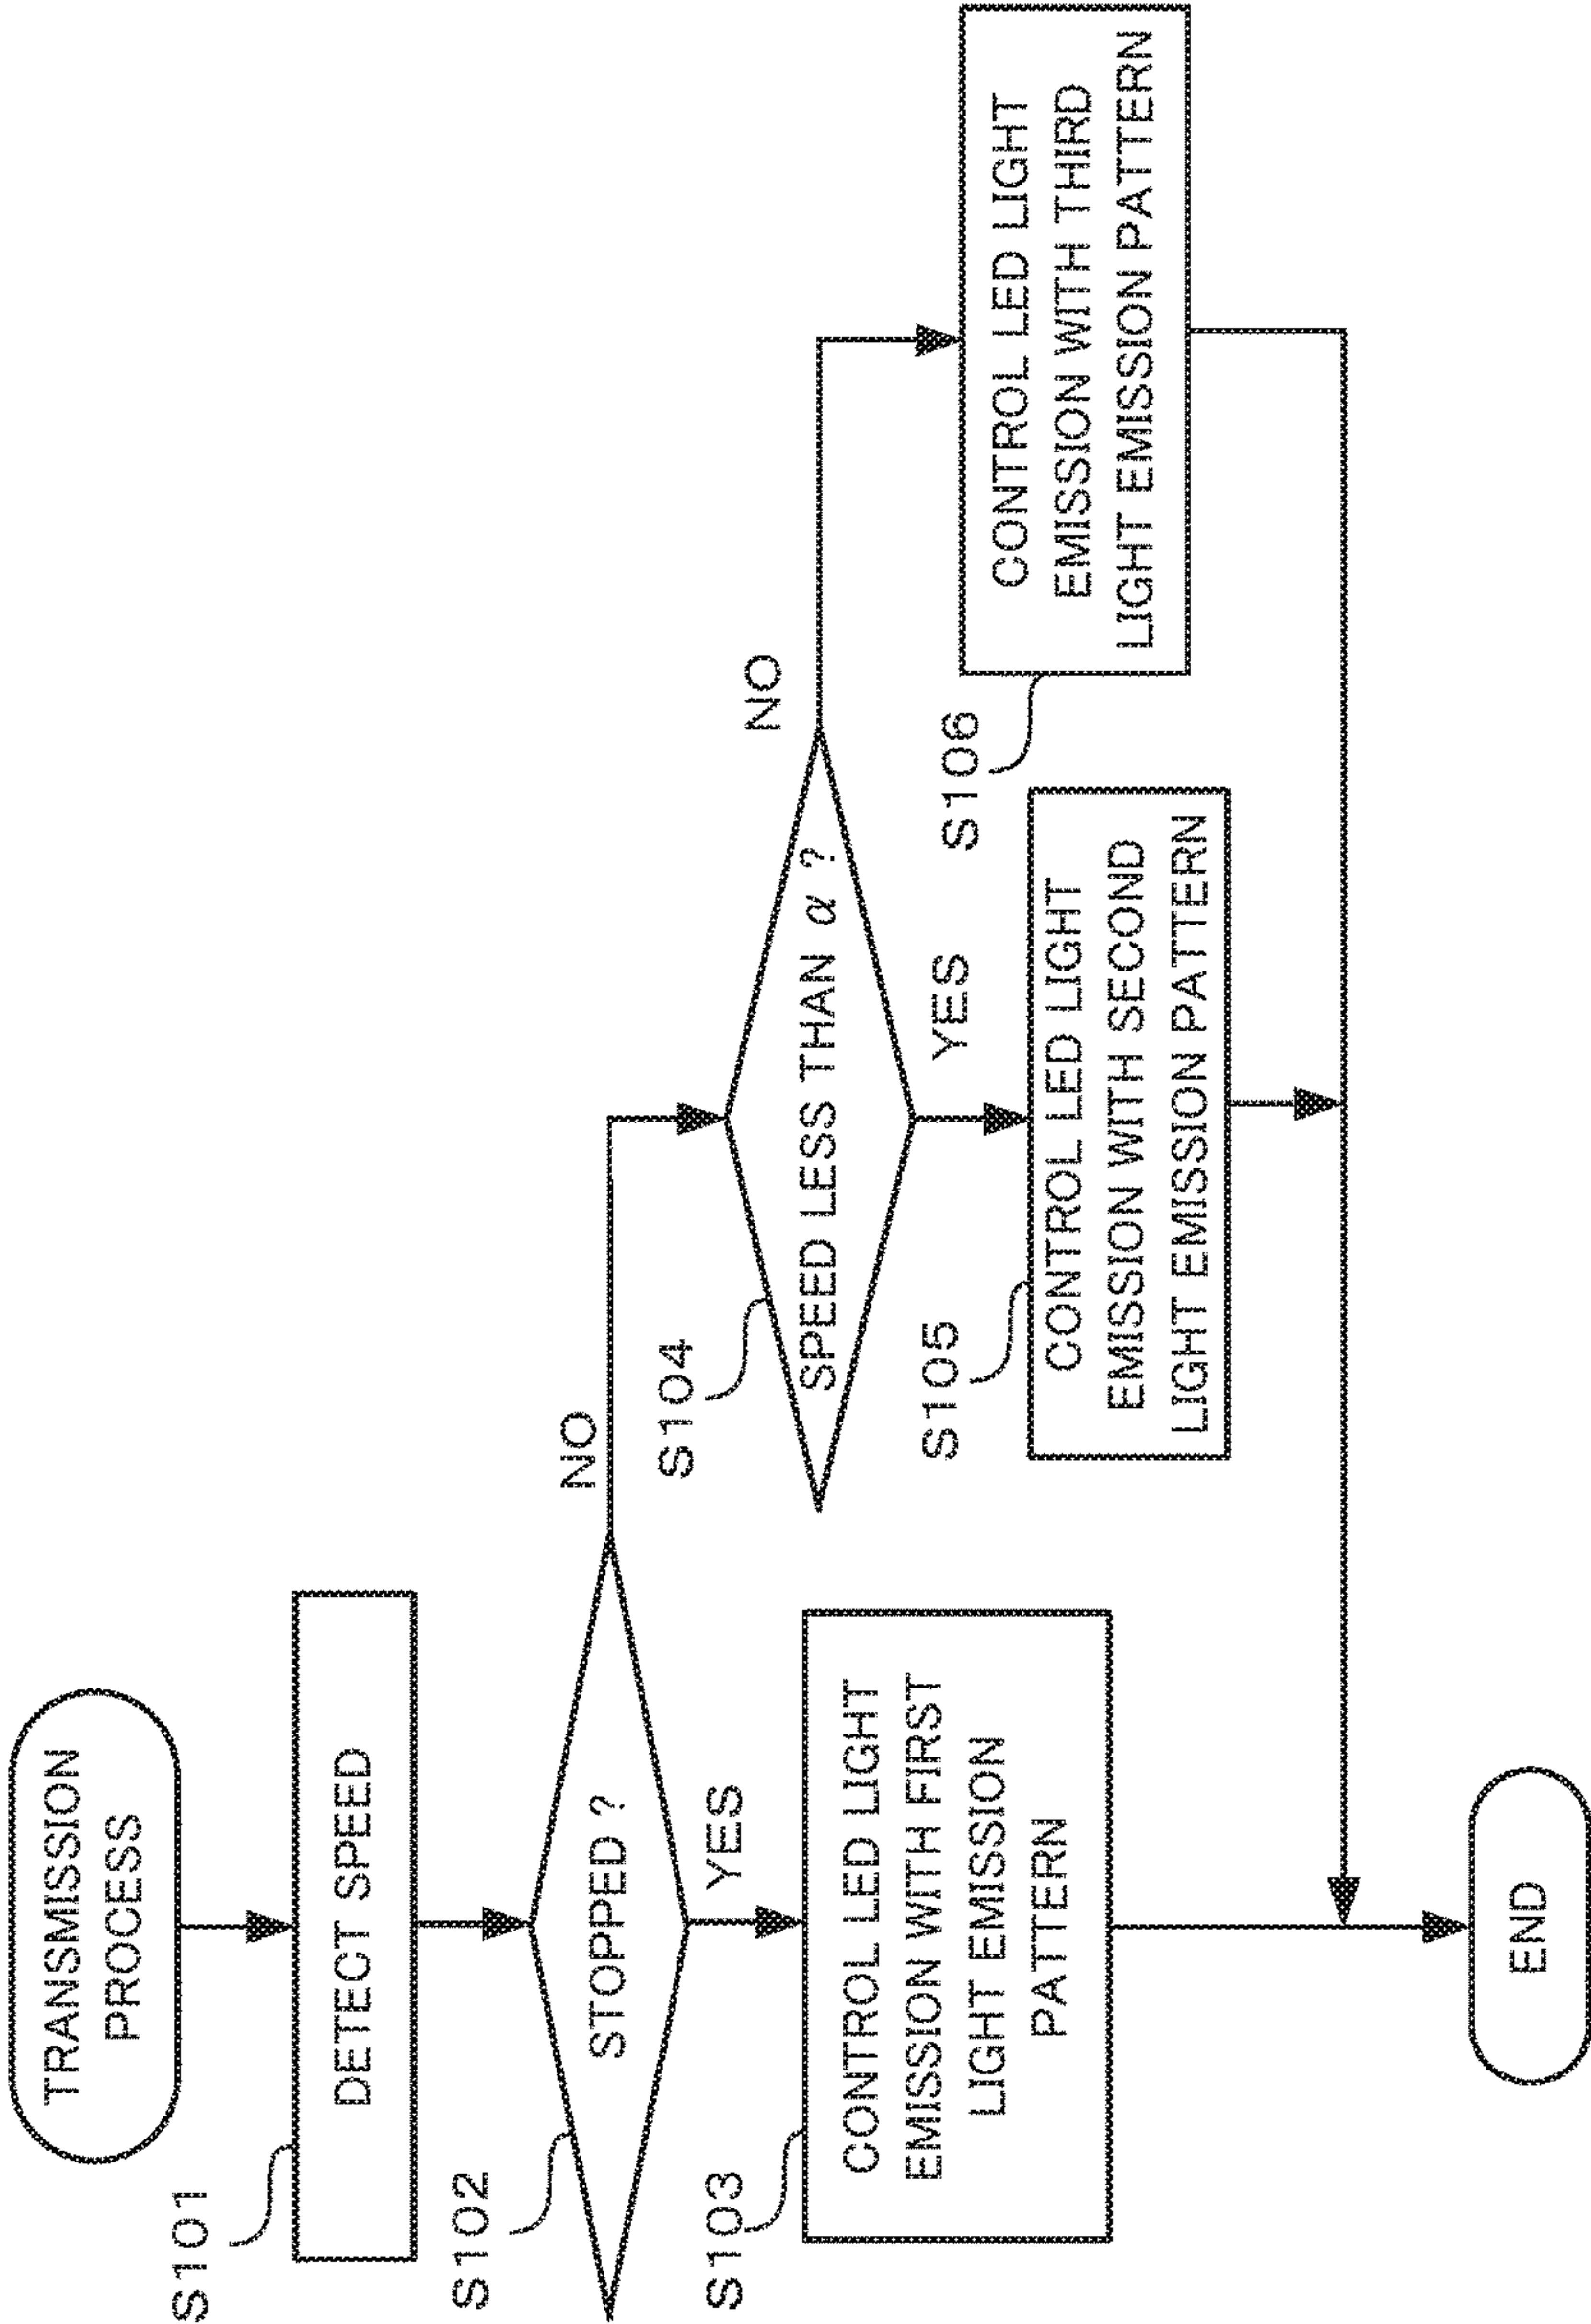 TRANSMISSION
PROCESS
S101
DETECT SPEED
S102
STOPPED ?
NO
YES
S103
CONTROL LED LIGHT
EMISSION WITH FIRST
LIGHT EMISSION
PATTERN
S104
SPEED LESS THAN α ?
NO
YES
S105
CONTROL LED LIGHT
EMISSION WITH SECOND
LIGHT EMISSION PATTERN
S106
CONTROL LED LIGHT
EMISSION WITH THIRD
LIGHT EMISSION PATTERN
END